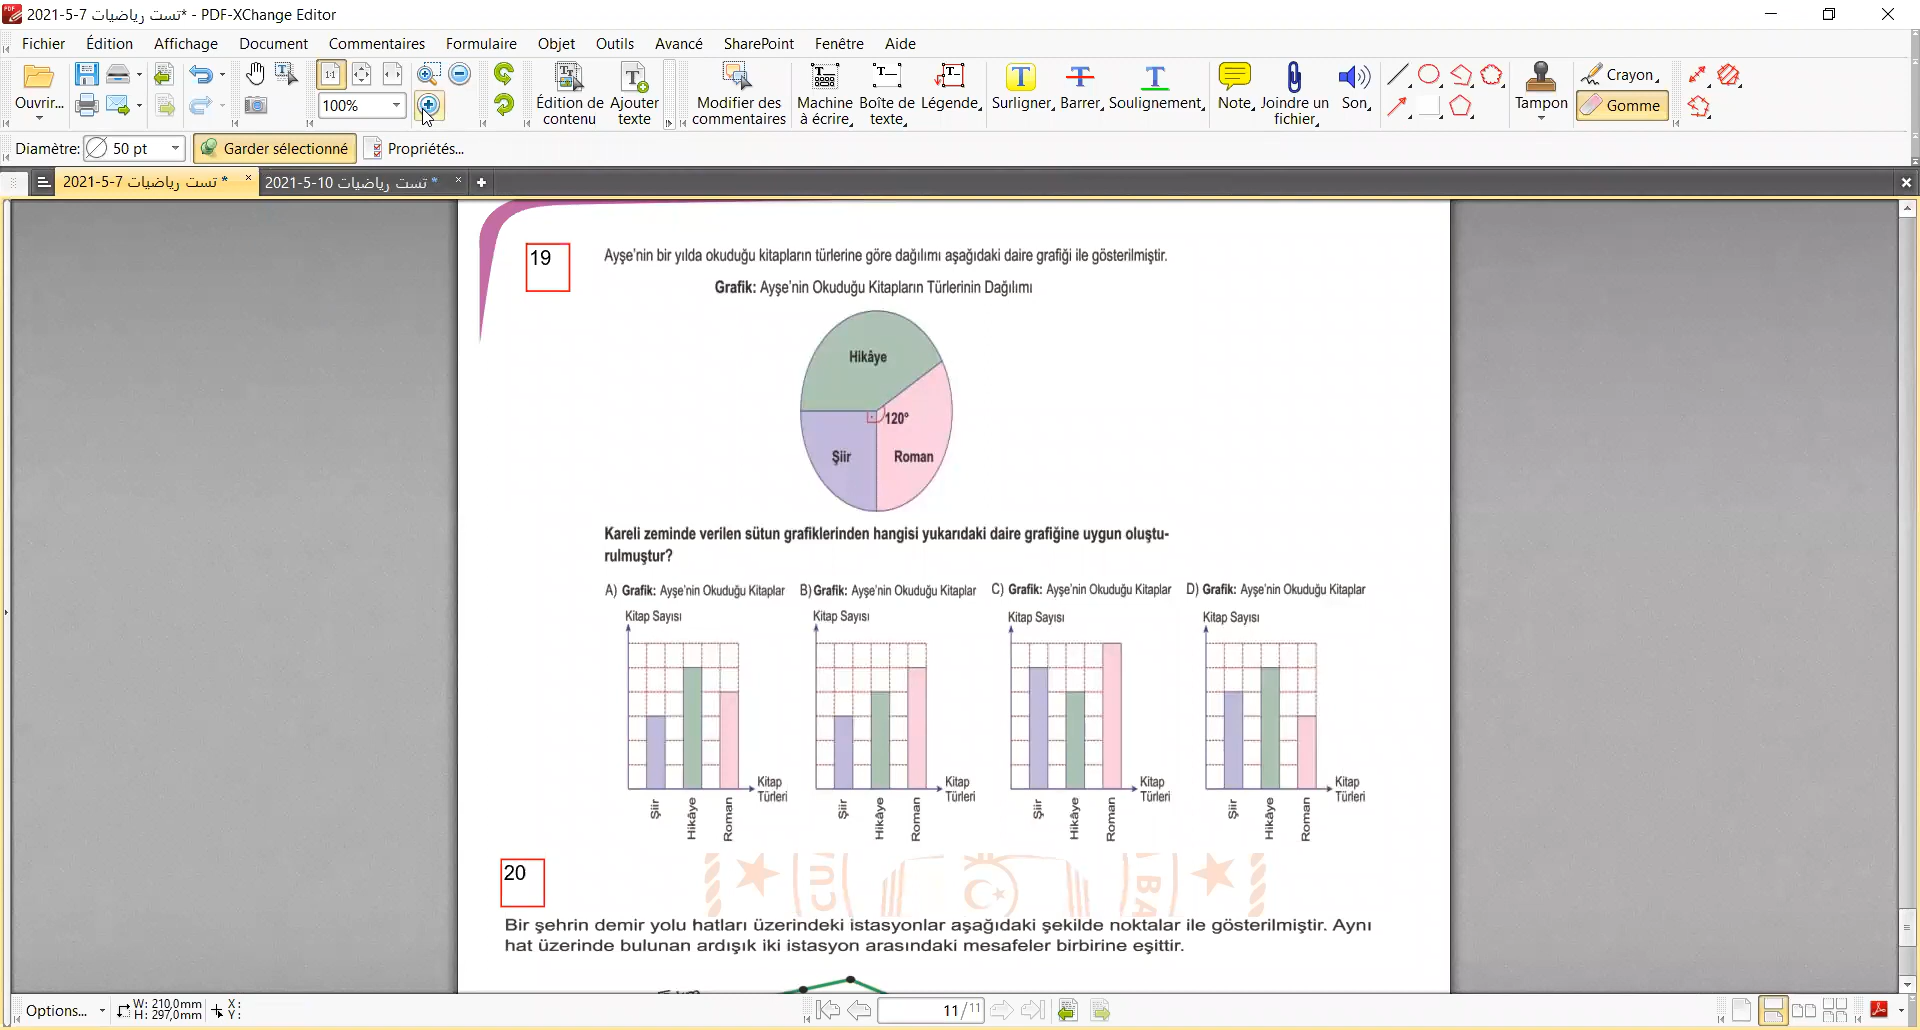 *تست رياضيات 7-5-2021 - PDF-XChange Editor
Fichier Édition Affichage Document Commentaires Formulaire Objet Outils Avancé SharePoint Fenêtre Aide
Ouvrir... 1:1 100% Édition de contenu Ajouter texte Modifier des commentaires Machine à écrire Boîte de texte Légende Surligner Barrer Soulignement Note Joindre un fichier Son Tampon Crayon Gomme
Diamètre: 50 pt Garder sélectionné Propriétés...
تست رياضيات 7-5-2021 * تست رياضيات 10-5-2021 *
19
Ayşe'nin bir yılda okuduğu kitapların türlerine göre dağılımı aşağıdaki daire grafiği ile gösterilmiştir.
Grafik: Ayşe'nin Okuduğu Kitapların Türlerinin Dağılımı
Hikâye
120°
Şiir Roman
Kareli zeminde verilen sütun grafiklerinden hangisi yukarıdaki daire grafiğine uygun oluştu-
rulmuştur?
A) Grafik: Ayşe'nin Okuduğu Kitaplar B) Grafik: Ayşe'nin Okuduğu Kitaplar C) Grafik: Ayşe'nin Okuduğu Kitaplar D) Grafik: Ayşe'nin Okuduğu Kitaplar
Kitap Sayısı Kitap Sayısı Kitap Sayısı Kitap Sayısı
Kitap Kitap Kitap Kitap
Türleri Türleri Türleri Türleri
Şiir Hikâye Roman Şiir Hikâye Roman Şiir Hikâye Roman Şiir Hikâye Roman
20
Bir şehrin demir yolu hatları üzerindeki istasyonlar aşağıdaki şekilde noktalar ile gösterilmiştir. Aynı
hat üzerinde bulunan ardışık iki istasyon arasındaki mesafeler birbirine eşittir.
Options... W: 210,0mm X:
H: 297,0mm Y:
11/11